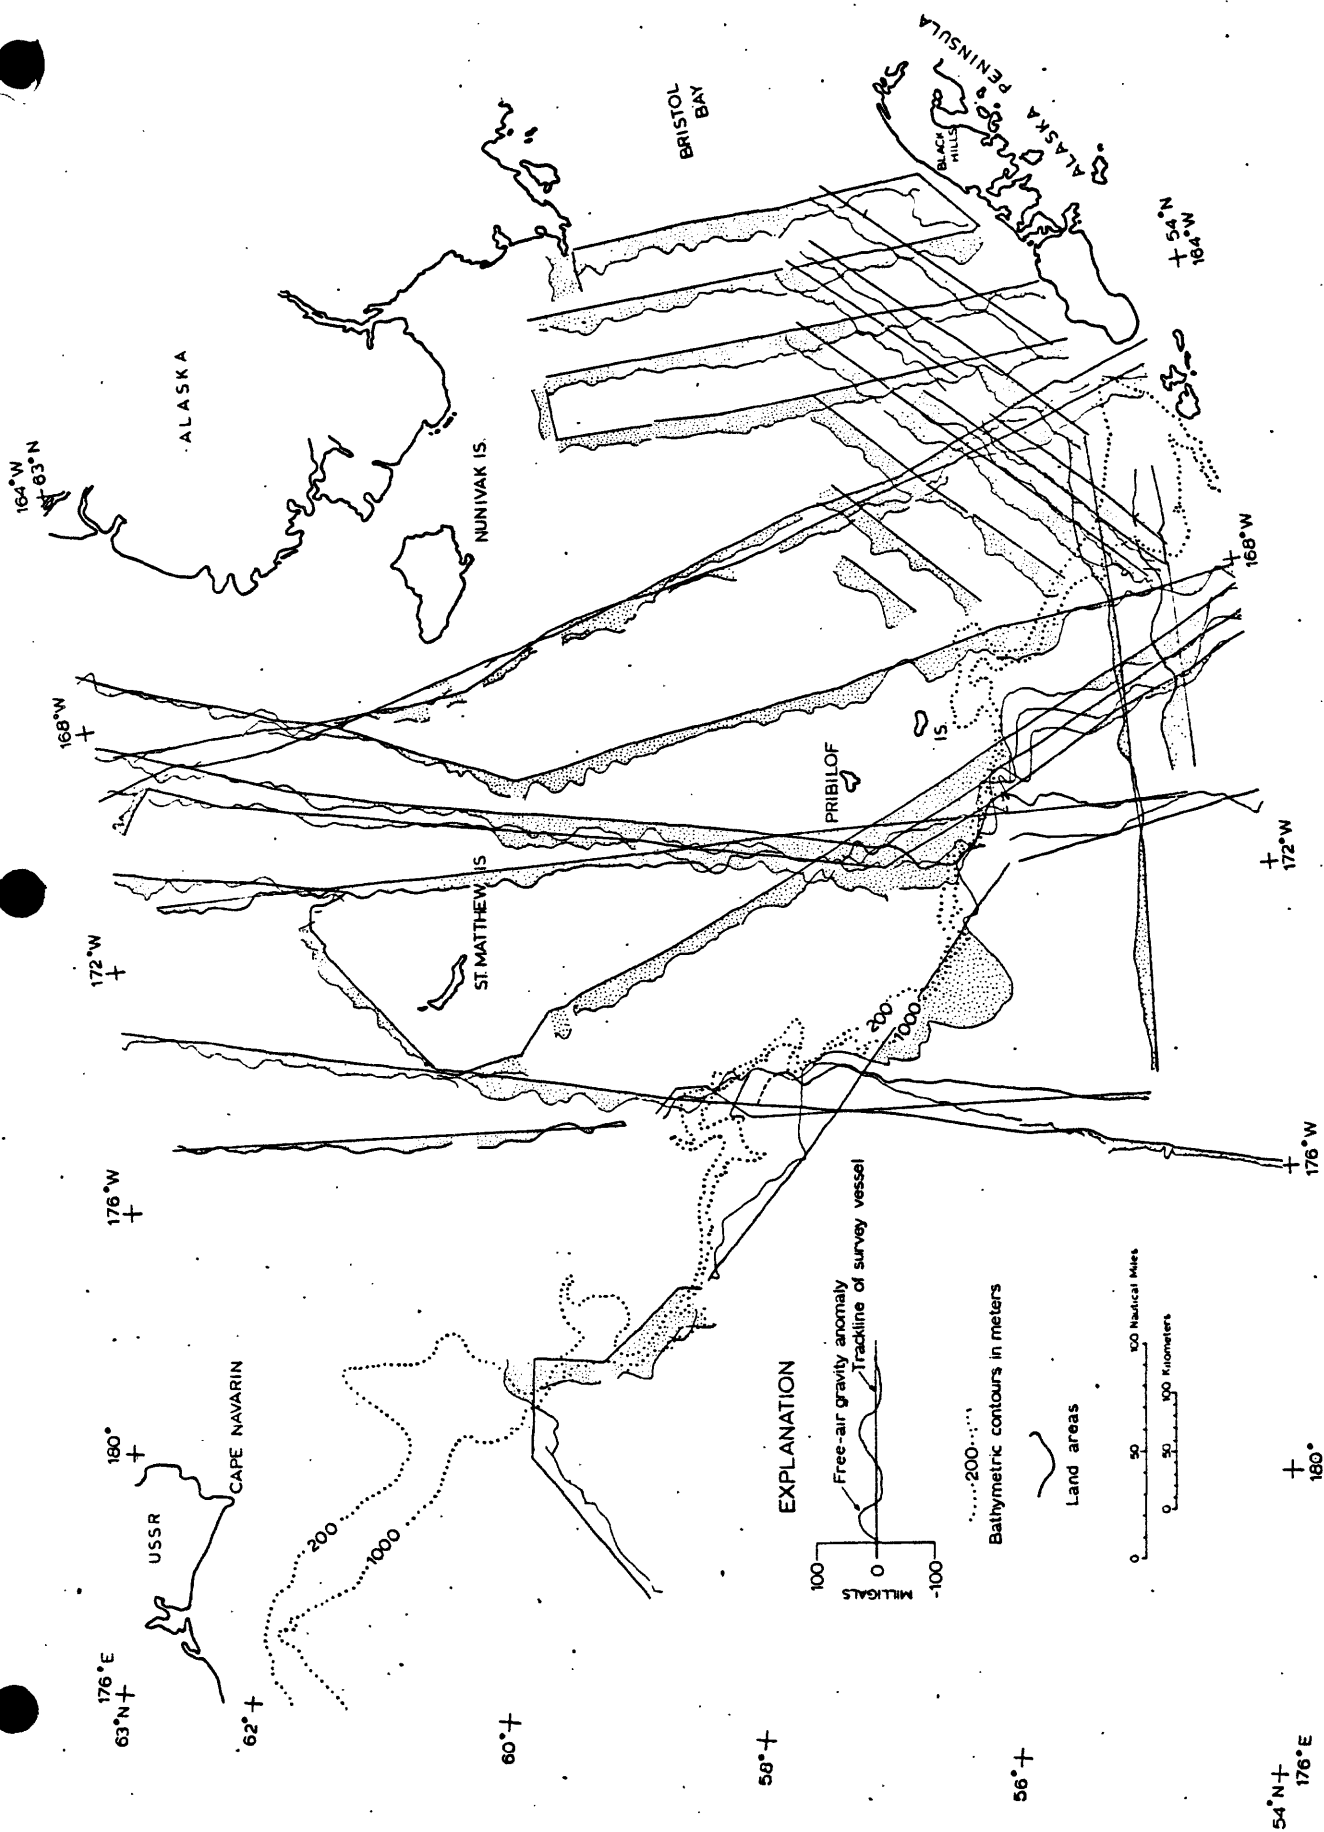 164°W
63°N
ALASKA
NUNIVAK IS.
BRISTOL
BAY
ALASKA PENINSULA
BLACK
HILLS
54°N
164°W
168°W
168°W
PRIBILOF
IS.
ST. MATTHEW IS
172°W
172°W
200
1000
176°W
176°W
180°
CAPE NAVARIN
USSR
200
1000
176°E
63°N
62°
60°
58°
56°
54°N
176°E
180°
EXPLANATION
Free-air gravity anomaly
Trackline of survey vessel
100
0
-100
MILLIGALS
200
Bathymetric contours in meters
Land areas
0 50 100 Nautical Miles
0 50 100 Kilometers